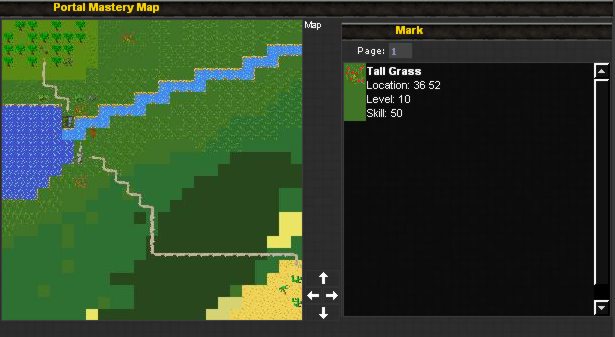 Portal Mastery Map
Map
Mark
Page: 1
Tall Grass
Location: 36 52
Level: 10
Skill: 50